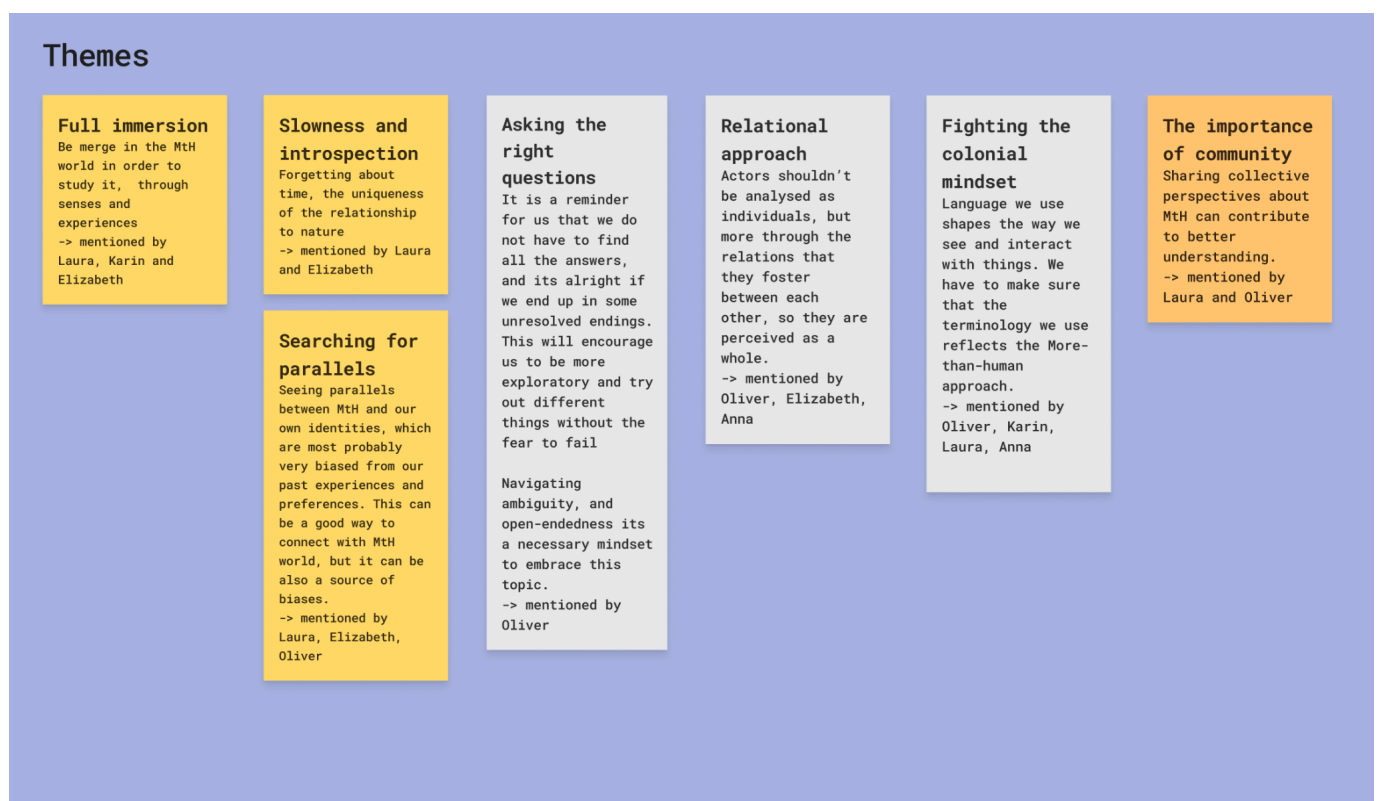 Themes
Full immersion
Be merge in the MtH
world in order to
study it, through
senses and
experiences
-> mentioned by
Laura, Karin and
Elizabeth
Slowness and
introspection
Forgetting about
time, the uniqueness
of the relationship
to nature
-> mentioned by Laura
and Elizabeth
Searching for
parallels
Seeing parallels
between MtH and our
own identities, which
are most probably
very biased from our
past experiences and
preferences. This can
be a good way to
connect with MtH
world, but it can be
also a source of
biases.
-> mentioned by
Laura, Elizabeth,
Oliver
Asking the
right
questions
It is a reminder
for us that we do
not have to find
all the answers,
and its alright if
we end up in some
unresolved endings.
This will encourage
us to be more
exploratory and try
out different
things without the
fear to fail
Navigating
ambiguity, and
open-endedness its
a necessary mindset
to embrace this
topic.
-> mentioned by
Oliver
Relational
approach
Actors shouldn't
be analysed as
individuals, but
more through the
relations that
they foster
between each
other, so they are
perceived as a
whole.
-> mentioned by
Oliver, Elizabeth,
Anna
Fighting the
colonial
mindset
Language we use
shapes the way we
see and interact
with things. We
have to make sure
that the
terminology we use
reflects the More-
than-human
approach.
-> mentioned by
Oliver, Karin,
Laura, Anna
The importance
of community
Sharing collective
perspectives about
MtH can contribute
to better
understanding.
-> mentioned by
Laura and Oliver